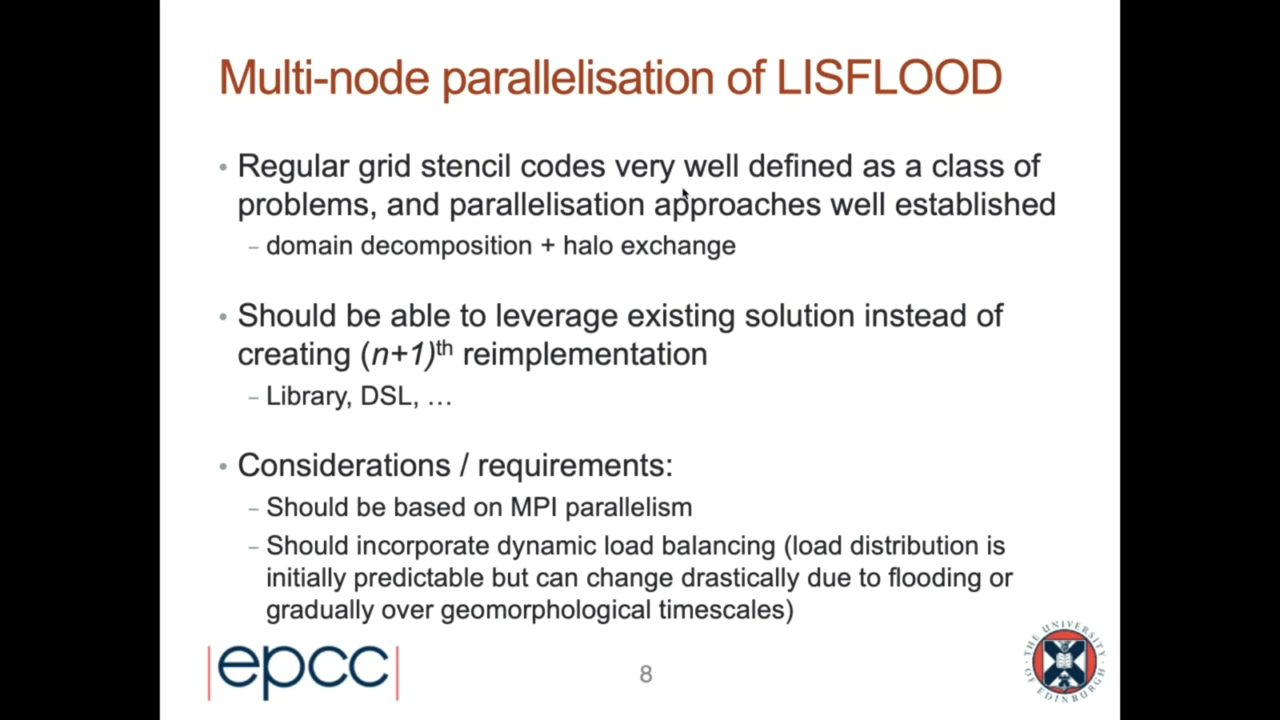 Multi-node parallelisation of LISFLOOD
• Regular grid stencil codes very well defined as a class of
problems, and parallelisation approaches well established
– domain decomposition + halo exchange
• Should be able to leverage existing solution instead of
creating (n+1)th reimplementation
– Library, DSL, …
• Considerations / requirements:
– Should be based on MPI parallelism
– Should incorporate dynamic load balancing (load distribution is
initially predictable but can change drastically due to flooding or
gradually over geomorphological timescales)
|epcc|
8
THE UNIVERSITY
OF EDINBURGH